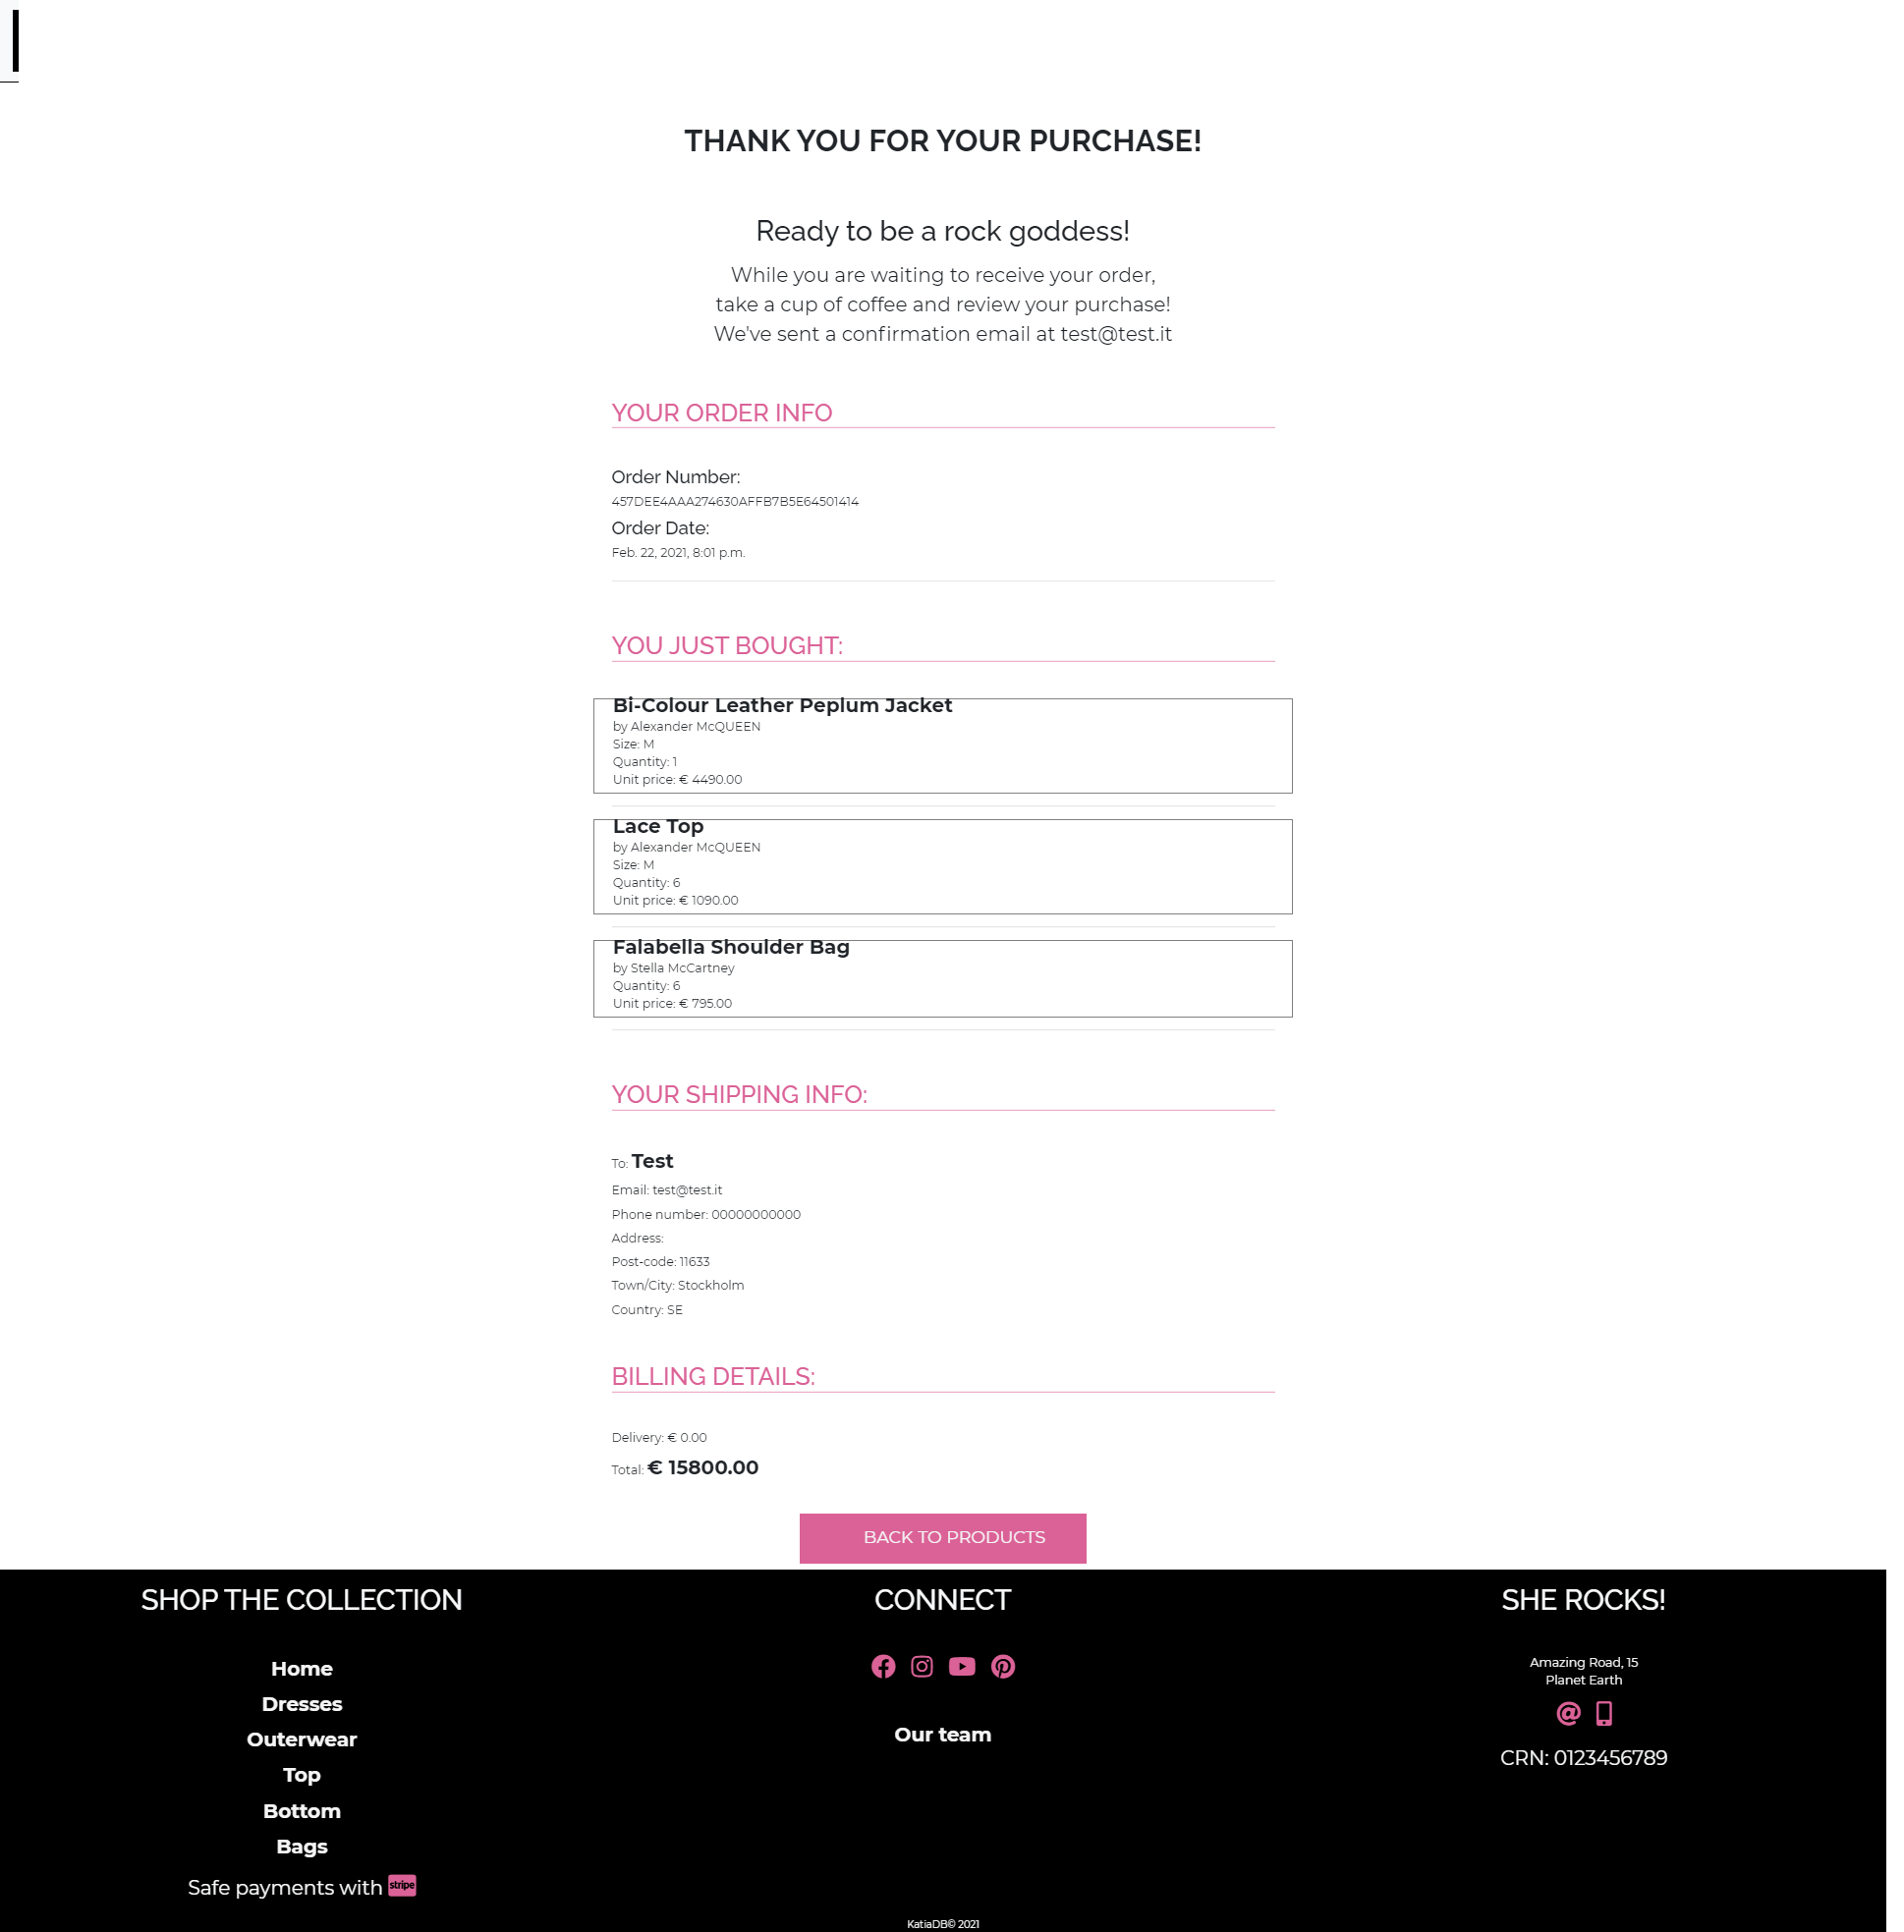 THANK YOU FOR YOUR PURCHASE!
Ready to be a rock goddess!
While you are waiting to receive your order,
take a cup of coffee and review your purchase!
We've sent a confirmation email at test@test.it
YOUR ORDER INFO
Order Number:
457DEE4AAA274630AFFB7B5E64501414
Order Date:
Feb. 22, 2021, 8:01 p.m.
YOU JUST BOUGHT:
Bi-Colour Leather Peplum Jacket
by Alexander McQUEEN
Size: M
Quantity: 1
Unit price: € 4490.00
Lace Top
by Alexander McQUEEN
Size: M
Quantity: 6
Unit price: € 1090.00
Falabella Shoulder Bag
by Stella McCartney
Quantity: 6
Unit price: € 795.00
YOUR SHIPPING INFO:
To: Test
Email: test@test.it
Phone number: 00000000000
Address:
Post-code: 11633
Town/City: Stockholm
Country: SE
BILLING DETAILS:
Delivery: € 0.00
Total: € 15800.00
BACK TO PRODUCTS
SHOP THE COLLECTION
Home
Dresses
Outerwear
Top
Bottom
Bags
Safe payments with stripe
CONNECT
Our team
SHE ROCKS!
Amazing Road, 15
Planet Earth
CRN: 0123456789
KatiaDB© 2021